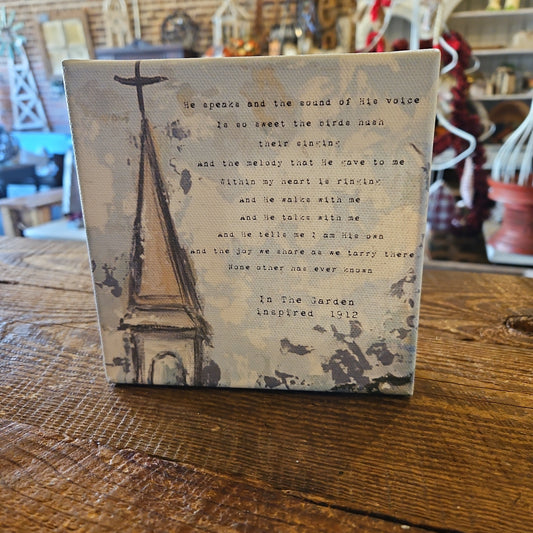 He speaks and the sound of His voice
Is so sweet the birds hush
their singing
And the melody that He gave to me
Within my heart is ringing
And He walks with me
And He talks with me
And He tells me I am His own
And the joy we share as we tarry there
None other has ever known
In The Garden
inspired 1912